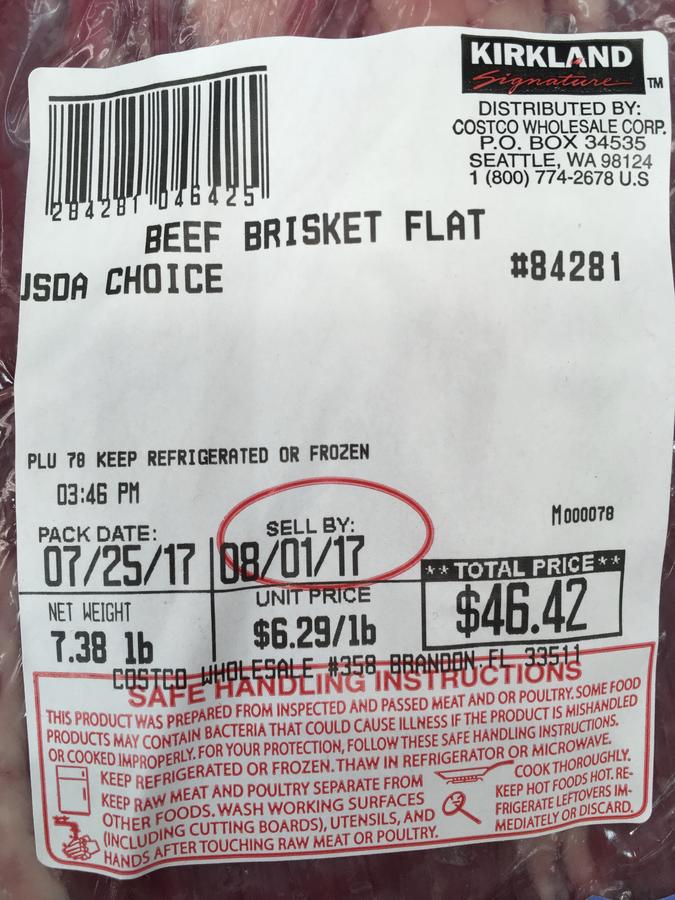 KIRKLAND
Signature™
DISTRIBUTED BY:
COSTCO WHOLESALE CORP.
P.O. BOX 34535
SEATTLE, WA 98124
1 (800) 774-2678 U.S
284281 046425
BEEF BRISKET FLAT
USDA CHOICE
#84281
PLU 78 KEEP REFRIGERATED OR FROZEN
03:46 PM
M000078
PACK DATE:
07/25/17
SELL BY:
08/01/17
NET WEIGHT
7.38 lb
UNIT PRICE
$6.29/lb
**TOTAL PRICE**
$46.42
COSTCO WHOLESALE #358 BRANDON, FL 33511
SAFE HANDLING INSTRUCTIONS
THIS PRODUCT WAS PREPARED FROM INSPECTED AND PASSED MEAT AND OR POULTRY. SOME FOOD
PRODUCTS MAY CONTAIN BACTERIA THAT COULD CAUSE ILLNESS IF THE PRODUCT IS MISHANDLED
OR COOKED IMPROPERLY. FOR YOUR PROTECTION, FOLLOW THESE SAFE HANDLING INSTRUCTIONS.
KEEP REFRIGERATED OR FROZEN. THAW IN REFRIGERATOR OR MICROWAVE.
KEEP RAW MEAT AND POULTRY SEPARATE FROM
OTHER FOODS. WASH WORKING SURFACES
(INCLUDING CUTTING BOARDS), UTENSILS, AND
HANDS AFTER TOUCHING RAW MEAT OR POULTRY.
COOK THOROUGHLY.
KEEP HOT FOODS HOT. RE-
FRIGERATE LEFTOVERS IM-
MEDIATELY OR DISCARD.